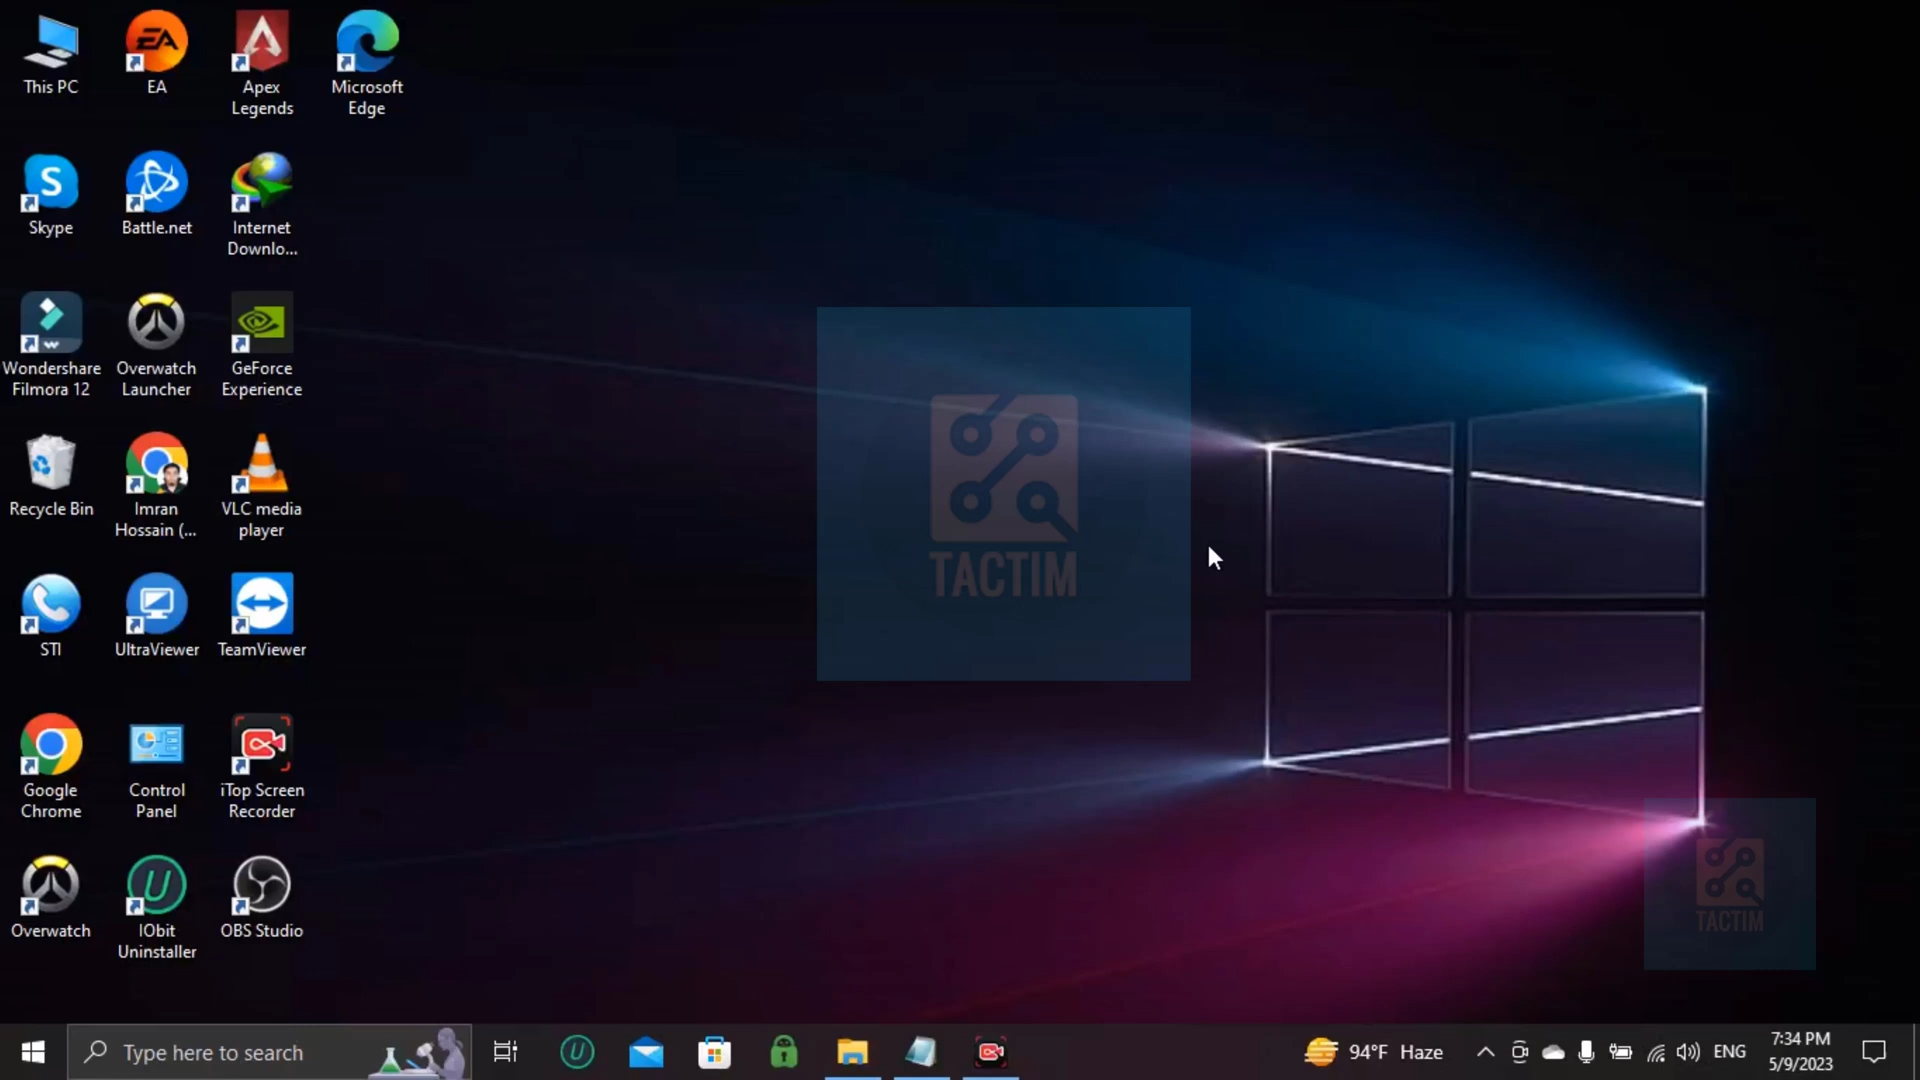 This PC
EA
Apex
Legends
Microsoft
Edge
Skype
Battle.net
Internet
Downlo...
Wondershare
Filmora 12
Overwatch
Launcher
GeForce
Experience
Recycle Bin
Imran
Hossain (...
VLC media
player
STI
UltraViewer
TeamViewer
Google
Chrome
Control
Panel
iTop Screen
Recorder
Overwatch
IObit
Uninstaller
OBS Studio
TACTIM
TACTIM
Type here to search
94°F Haze
ENG
7:34 PM
5/9/2023